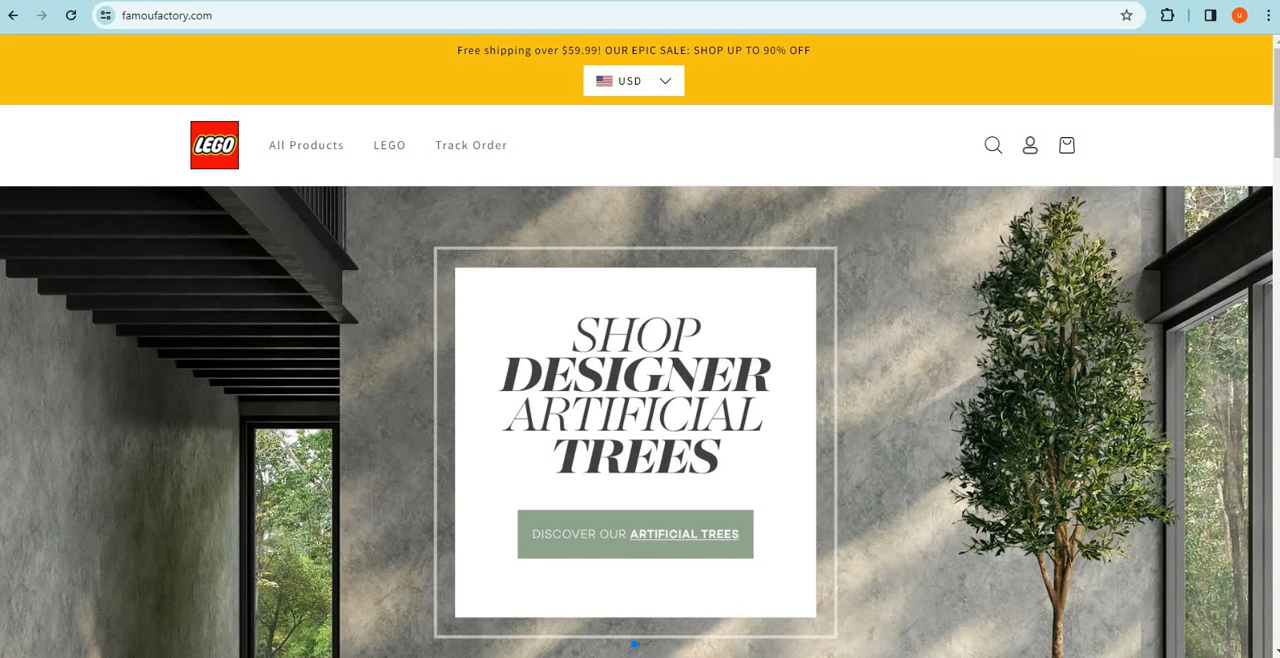 famoufactory.com
u
Free shipping over $59.99! OUR EPIC SALE: SHOP UP TO 90% OFF
USD
LEGO
All Products LEGO Track Order
SHOP
DESIGNER
ARTIFICIAL
TREES
DISCOVER OUR ARTIFICIAL TREES